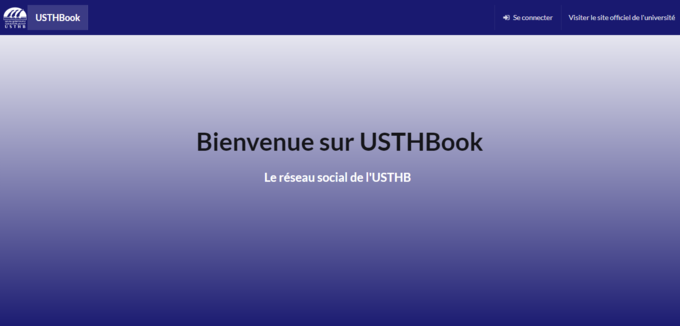 USTHB
USTHBook
Se connecter
Visiter le site officiel de l'université
Bienvenue sur USTHBook
Le réseau social de l'USTHB